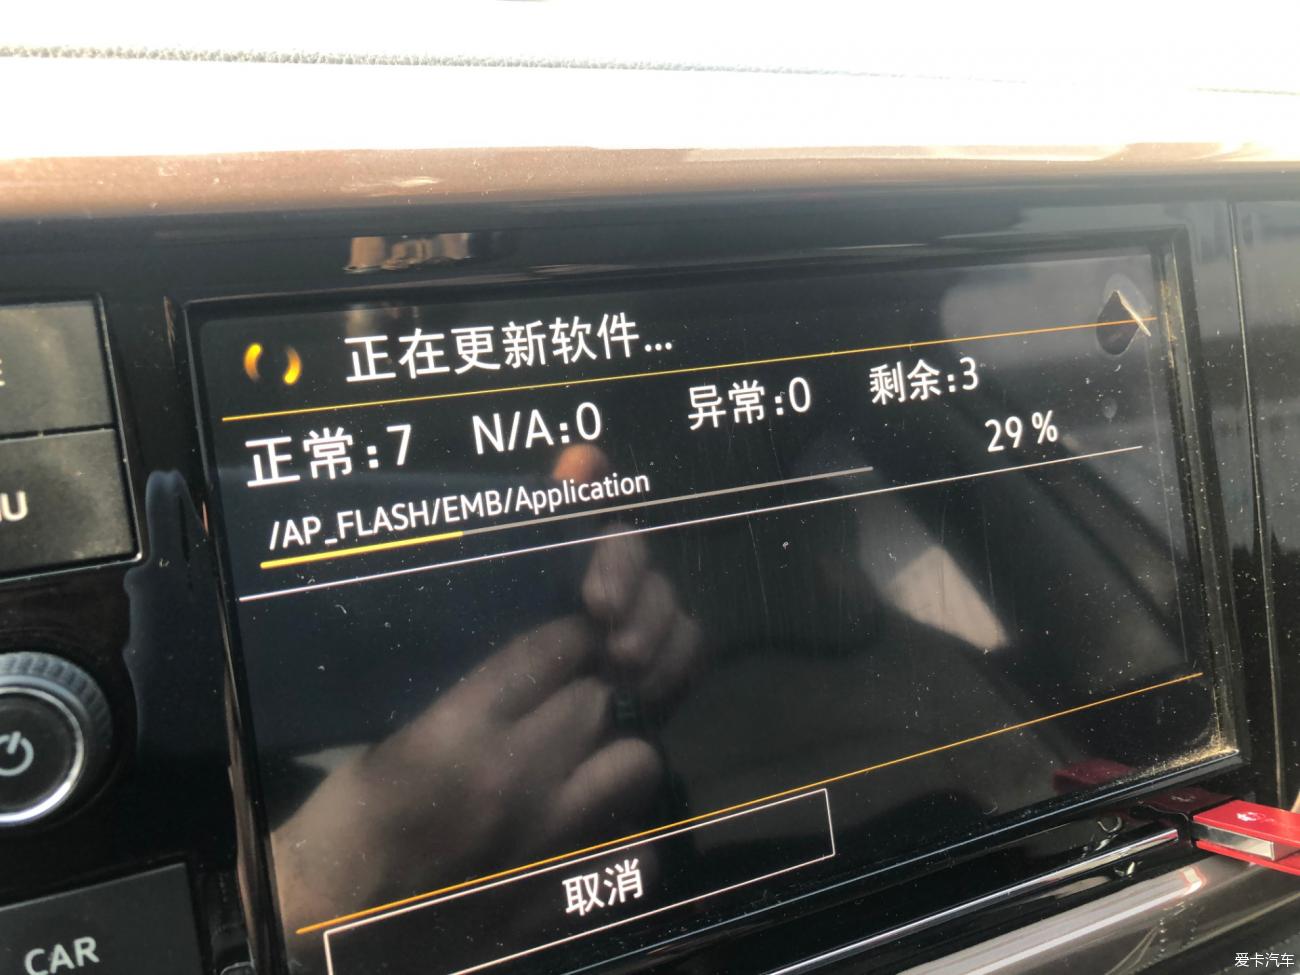 正在更新软件...
正常:7 N/A:0 异常:0 剩余:3
29%
/AP_FLASH/EMB/Application
取消
CAR
爱卡汽车